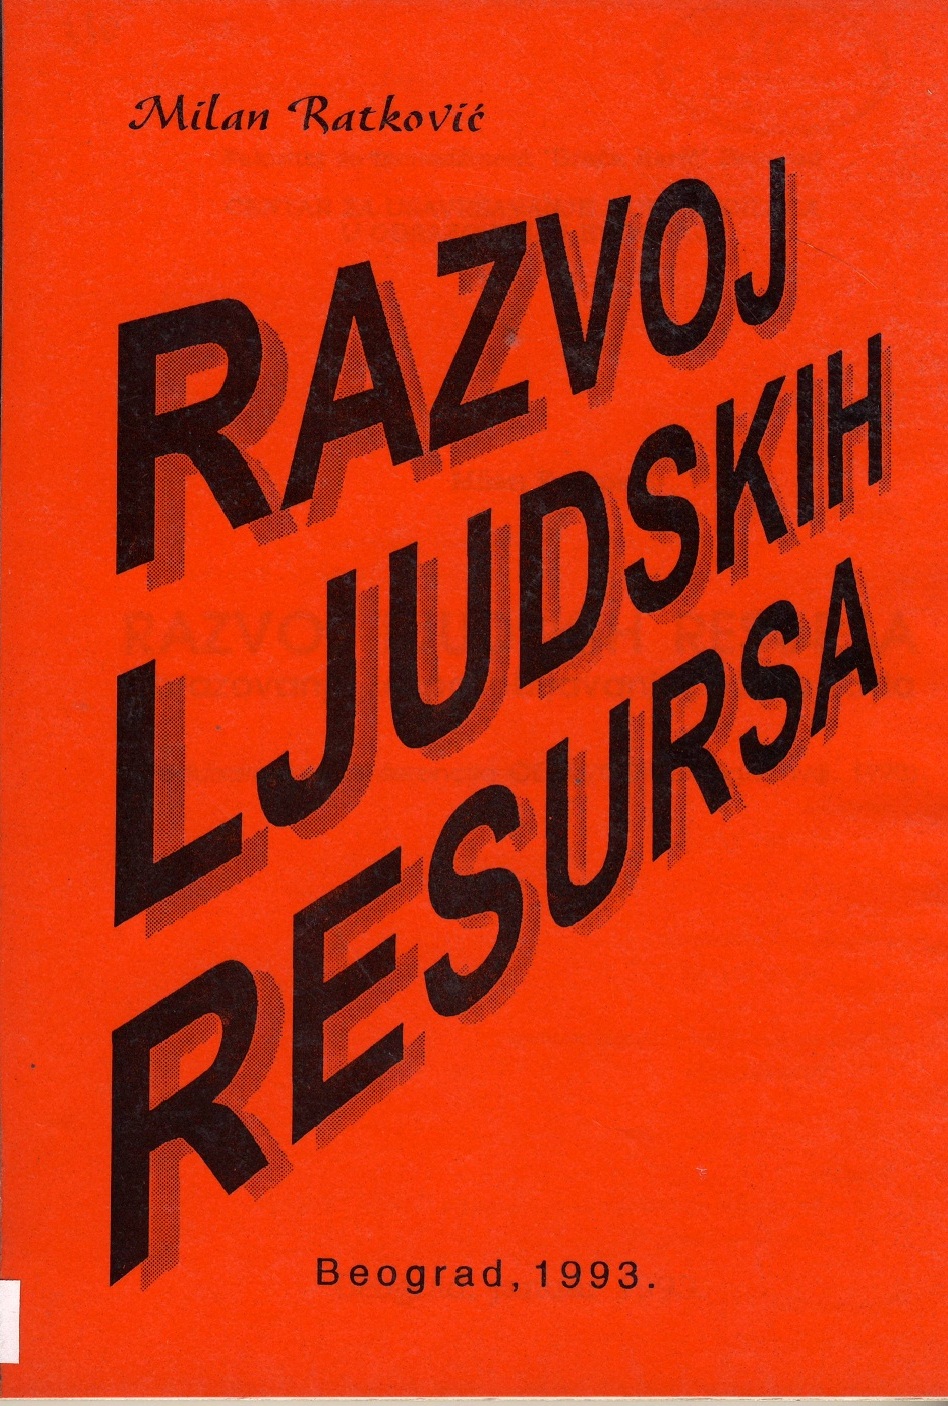 Milan Ratković
RAZVOJ
LJUDSKIH
RESURSA
Beograd, 1993.